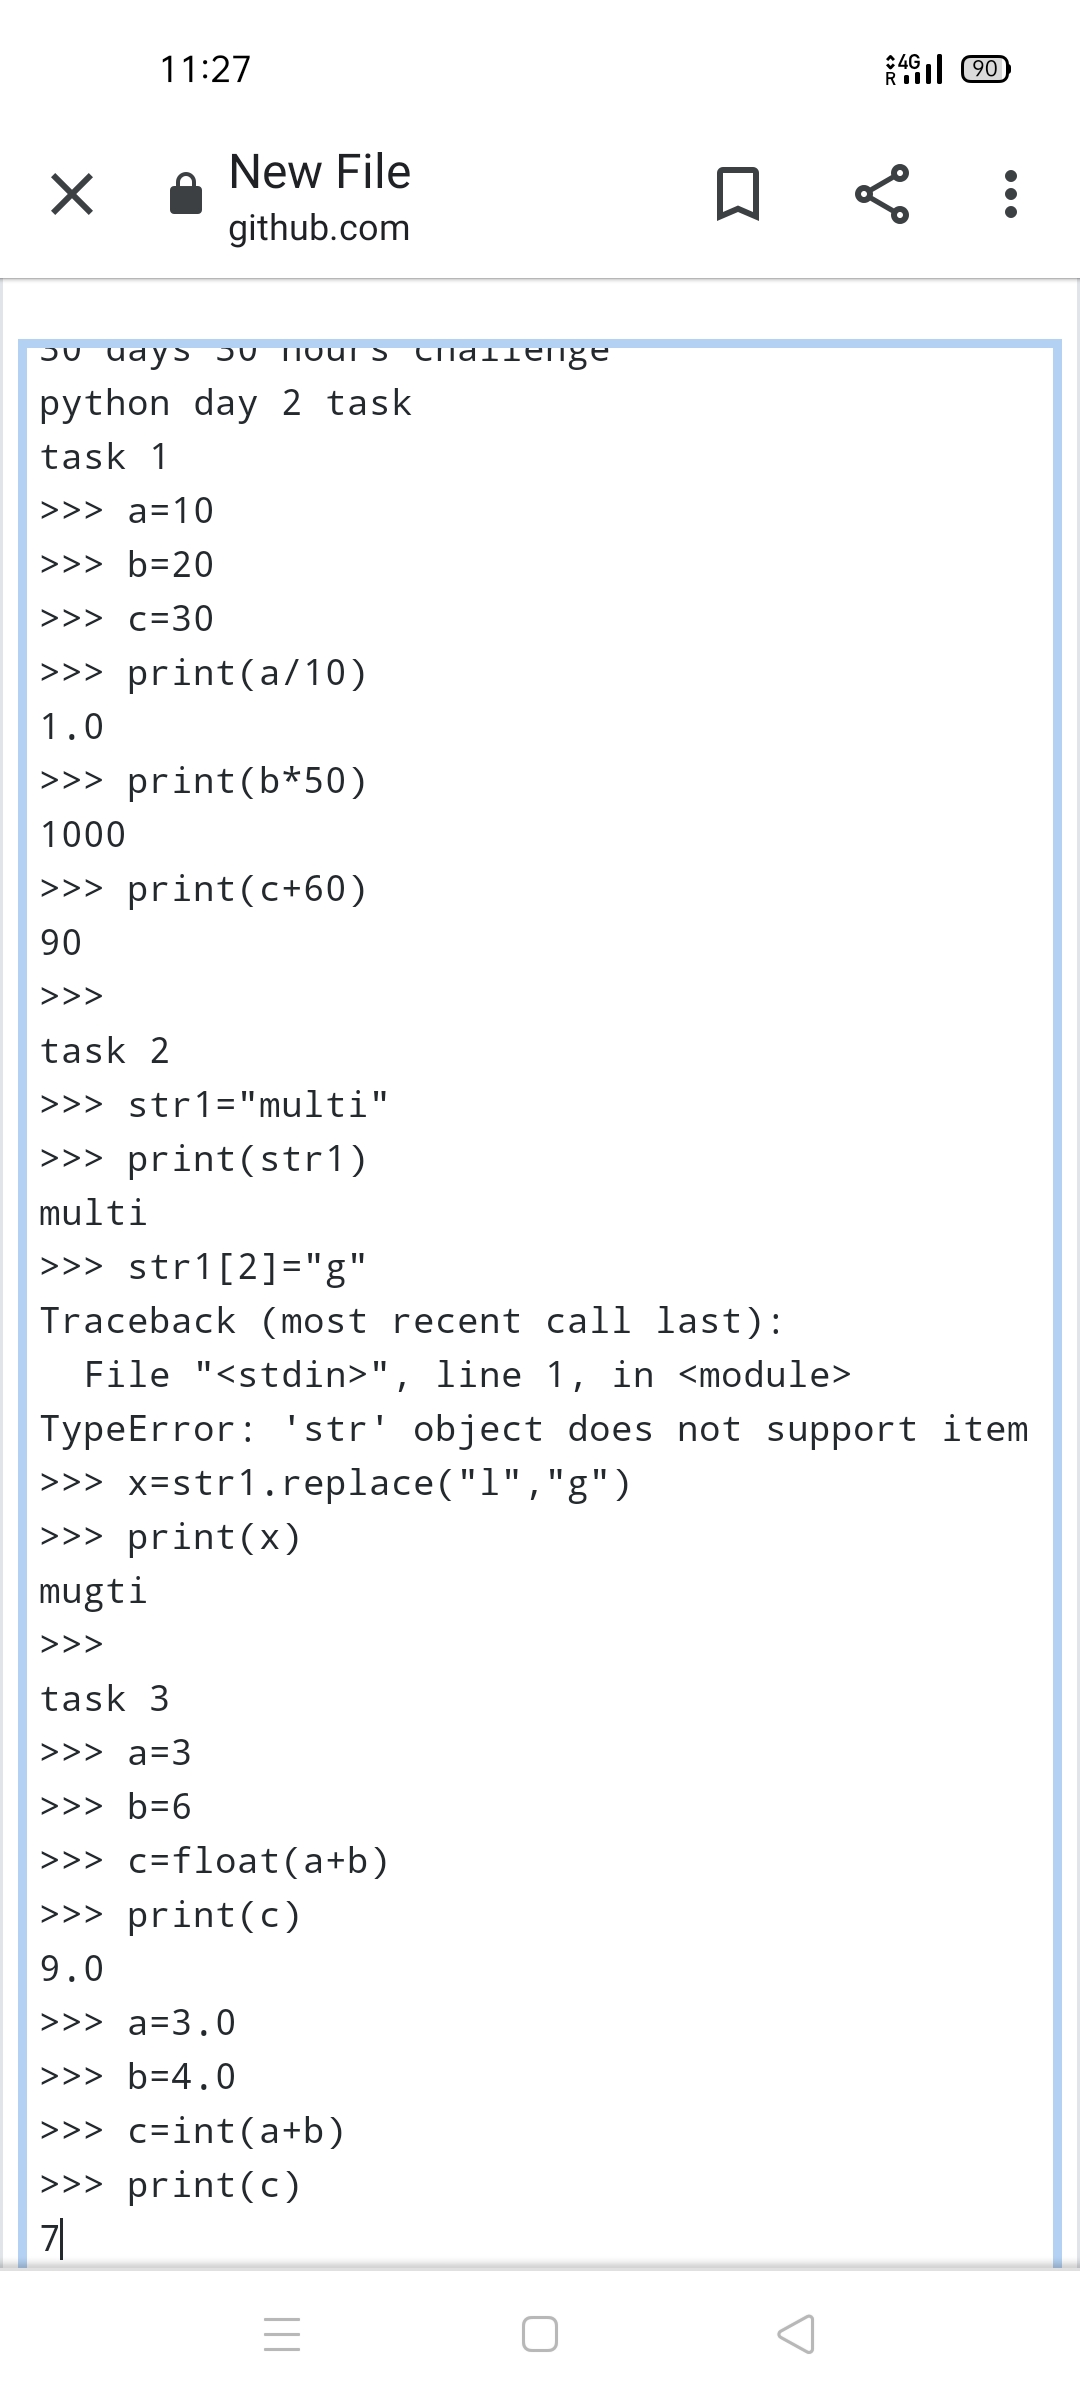 11:27
4G
R
90
New File
github.com
30 days 30 hours challenge
python day 2 task
task 1
>>> a=10
>>> b=20
>>> c=30
>>> print(a/10)
1.0
>>> print(b*50)
1000
>>> print(c+60)
90
>>>
task 2
>>> str1="multi"
>>> print(str1)
multi
>>> str1[2]="g"
Traceback (most recent call last):
  File "<stdin>", line 1, in <module>
TypeError: 'str' object does not support item
>>> x=str1.replace("l","g")
>>> print(x)
mugti
>>>
task 3
>>> a=3
>>> b=6
>>> c=float(a+b)
>>> print(c)
9.0
>>> a=3.0
>>> b=4.0
>>> c=int(a+b)
>>> print(c)
7